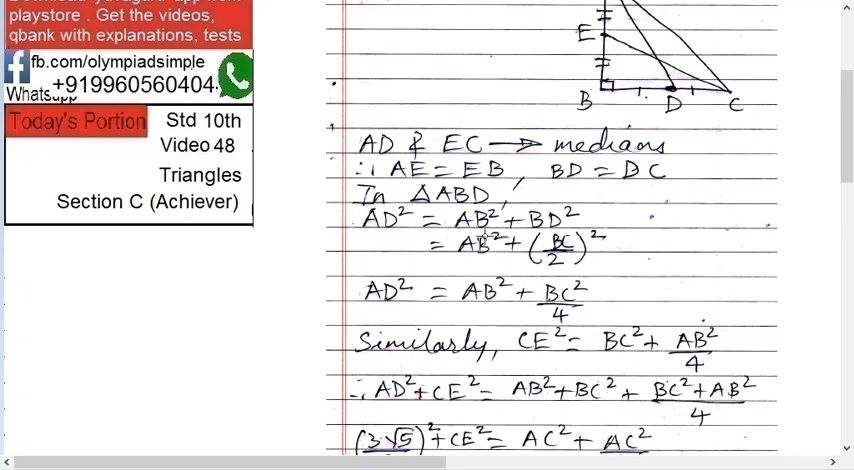 playstore . Get the videos,
qbank with explanations, tests
fb.com/olympiadsimple
Whatsapp
+919960560404
Today's Portion
Std 10th
Video 48
Triangles
Section C (Achiever)
E
B
D
C
AD & EC → medians
∴ AE = EB, BD = DC
In △ABD,
AD² = AB² + BD²
= AB² + (BC/2)²
AD² = AB² + BC²/4
Similarly, CE² = BC² + AB²/4
∴ AD² + CE² = AB² + BC² + (BC² + AB²)/4
(3√5)² + CE² = AC² + AC²